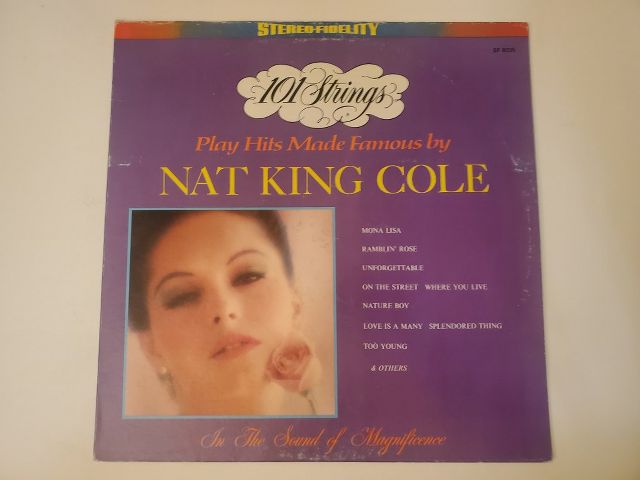 STEREO-FIDELITY
101 Strings
Play Hits Made Famous by
NAT KING COLE
MONA LISA
RAMBLIN' ROSE
UNFORGETTABLE
ON THE STREET WHERE YOU LIVE
NATURE BOY
LOVE IS A MANY SPLENDORED THING
TOO YOUNG
& OTHERS
In The Sound of Magnificence